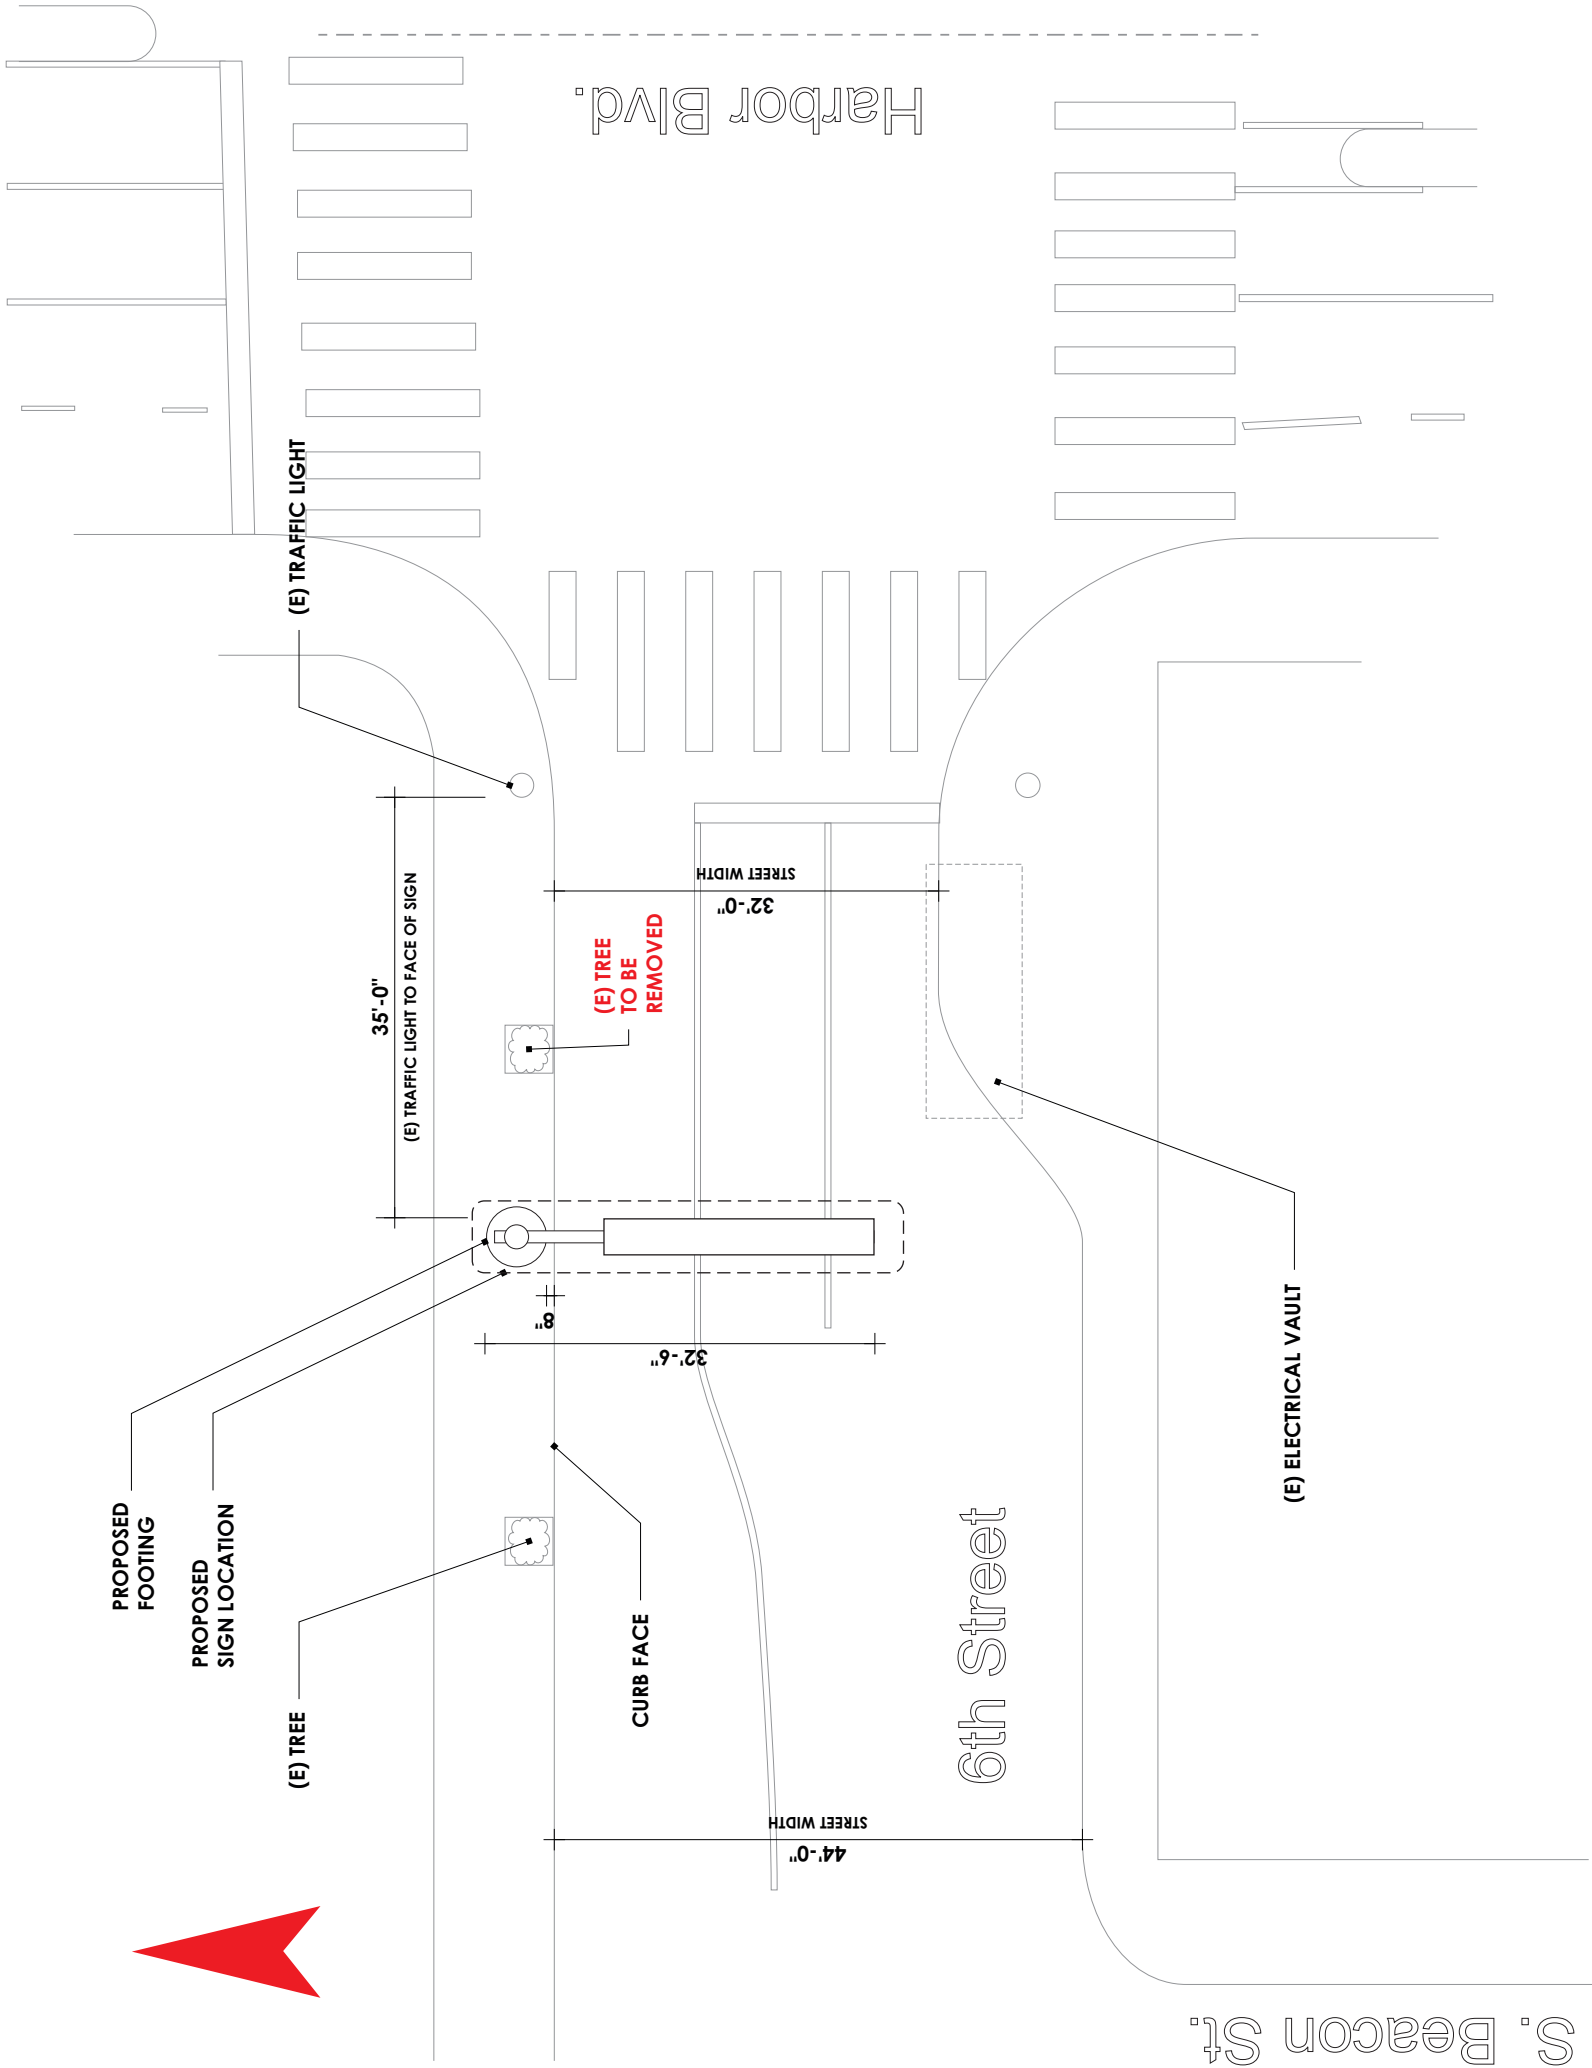 Harbor Blvd.
(E) TRAFFIC LIGHT
STREET WIDTH
32'-0"
35'-0"
(E) TRAFFIC LIGHT TO FACE OF SIGN
(E) TREE
TO BE
REMOVED
8"
32'-6"
PROPOSED
FOOTING
PROPOSED
SIGN LOCATION
(E) TREE
CURB FACE
(E) ELECTRICAL VAULT
6th Street
STREET WIDTH
44'-0"
S. Beacon St.